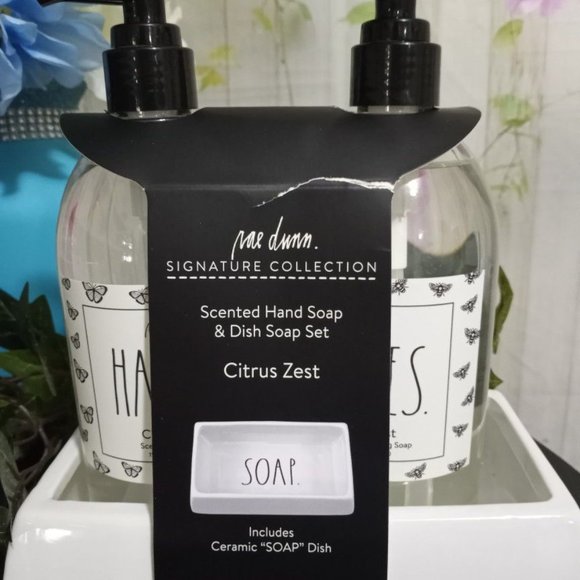 rae dunn.
SIGNATURE COLLECTION
Scented Hand Soap
& Dish Soap Set
Citrus Zest
HA
ES.
SOAP.
Soap
Includes
Ceramic "SOAP" Dish